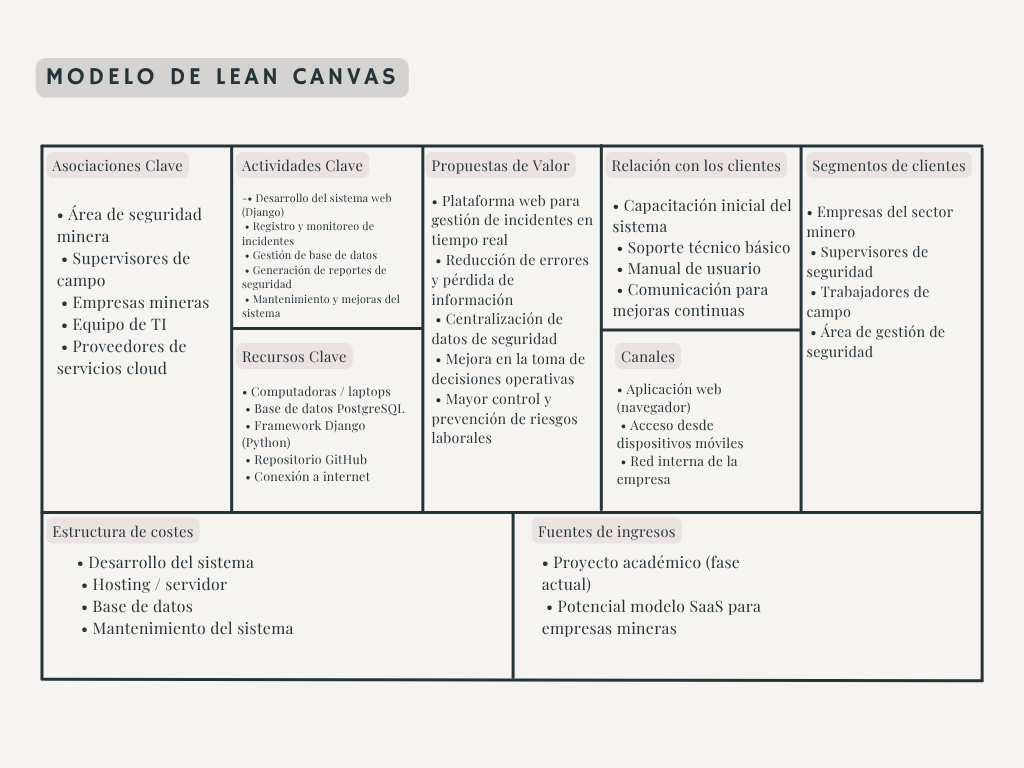 MODELO DE LEAN CANVAS
Asociaciones Clave
• Área de seguridad
minera
• Supervisores de
campo
• Empresas mineras
• Equipo de TI
• Proveedores de
servicios cloud
Actividades Clave
-• Desarrollo del sistema web
(Django)
• Registro y monitoreo de
incidentes
• Gestión de base de datos
• Generación de reportes de
seguridad
• Mantenimiento y mejoras del
sistema
Recursos Clave
• Computadoras / laptops
• Base de datos PostgreSQL
• Framework Django
(Python)
• Repositorio GitHub
• Conexión a internet
Propuestas de Valor
• Plataforma web para
gestión de incidentes en
tiempo real
• Reducción de errores
y pérdida de
información
• Centralización de
datos de seguridad
• Mejora en la toma de
decisiones operativas
• Mayor control y
prevención de riesgos
laborales
Relación con los clientes
• Capacitación inicial del
sistema
• Soporte técnico básico
• Manual de usuario
• Comunicación para
mejoras continuas
Canales
• Aplicación web
(navegador)
• Acceso desde
dispositivos móviles
• Red interna de la
empresa
Segmentos de clientes
• Empresas del sector
minero
• Supervisores de
seguridad
• Trabajadores de
campo
• Área de gestión de
seguridad
Estructura de costes
• Desarrollo del sistema
• Hosting / servidor
• Base de datos
• Mantenimiento del sistema
Fuentes de ingresos
• Proyecto académico (fase
actual)
• Potencial modelo SaaS para
empresas mineras